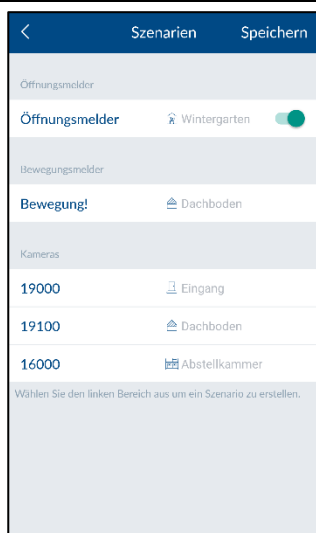 Szenarien Speichern
Öffnungsmelder
Öffnungsmelder Wintergarten
Bewegungsmelder
Bewegung! Dachboden
Kameras
19000 Eingang
19100 Dachboden
16000 Abstellkammer
Wählen Sie den linken Bereich aus um ein Szenario zu erstellen.